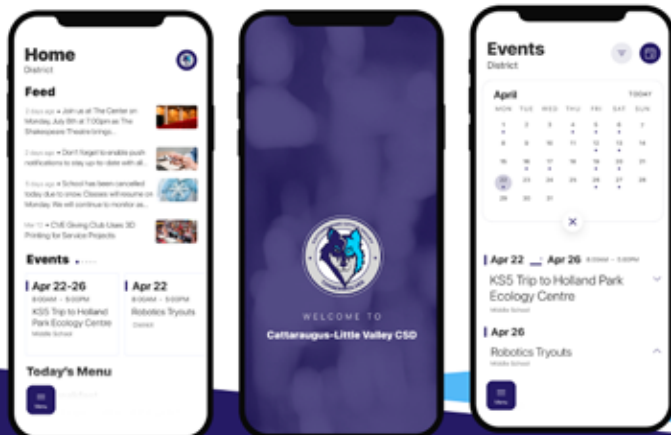 Home
District
Feed
3 days ago • Join us at The Center on
Monday, July 8th at 7:00pm as The
Shakespeare Theatre brings...
3 days ago • Don't forget to enable push
notifications to stay up-to-date with all...
School has been cancelled
today due to snow. Classes will resume on
Monday. We will continue to monitor as...
Mar 12 • CVE Giving Club Uses 3D
Printing for Service Projects
Events
Apr 22-26
8:00AM - 5:00PM
KS5 Trip to Holland
Park Ecology Centre
Middle School
Apr 22
Robotics Tryouts
District
Today's Menu
Menu
WELCOME TO
Cattaraugus-Little Valley CSD
Events
District
April TODAY
MON TUE WED THU FRI SAT SUN
1 2 3 4 5 6 7
8 9 10 11 12 13 14
15 16 17 18 19 20 21
22 23 24 25 26 27 28
29 30 31
Apr 22 Apr 26 8:00AM - 5:00PM
KS5 Trip to Holland Park
Ecology Centre
Middle School
Apr 26
Robotics Tryouts
Middle School
Menu